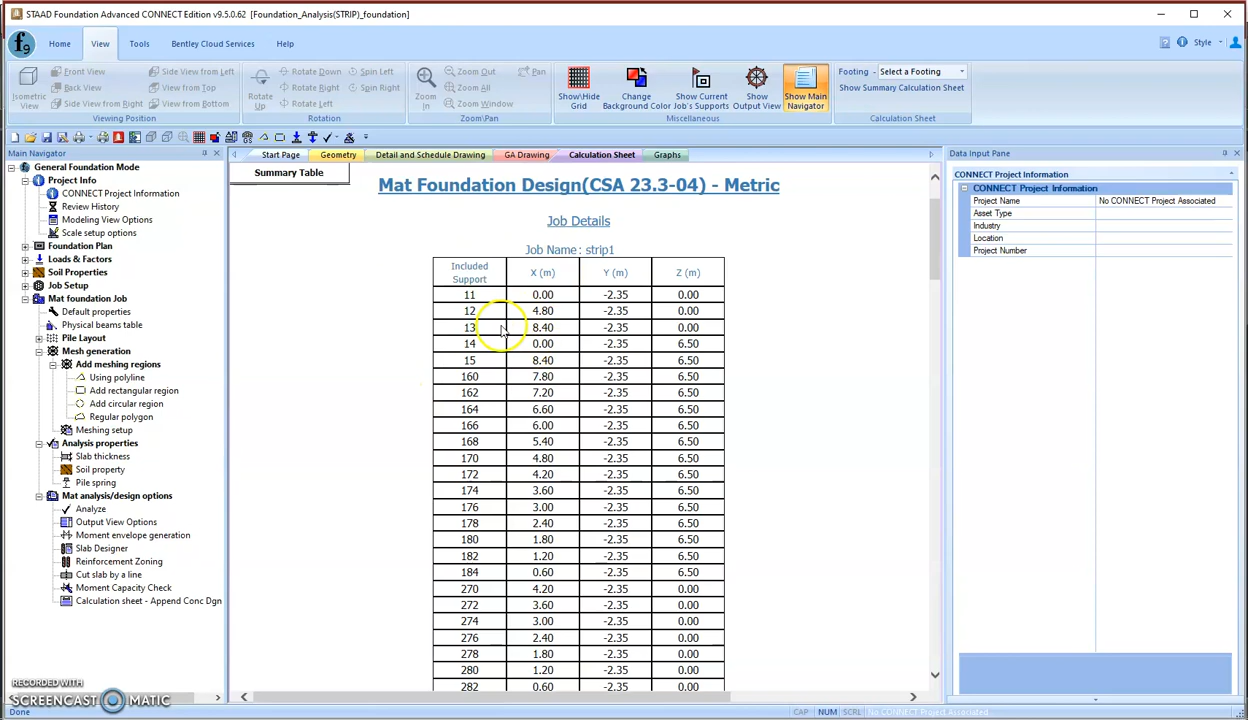 STAAD Foundation Advanced CONNECT Edition v9.5.0.62 [Foundation_Analysis(STRIP)_foundation]
Home View Tools Bentley Cloud Services Help Style
Isometric View
Front View
Back View
Side View from Right
Side View from Left
View from Top
View from Bottom
Viewing Position
Rotate Up
Rotate Down
Rotate Right
Rotate Left
Spin Left
Spin Right
Rotation
Zoom In
Zoom Out
Zoom All
Zoom Window
Pan
Zoom\Pan
Show\Hide Grid
Change Background Color
Show Current Job's Supports
Show Output View
Show Main Navigator
Miscellaneous
Footing - Select a Footing
Show Summary Calculation Sheet
Calculation Sheet
Main Navigator
General Foundation Mode
Project Info
CONNECT Project Information
Review History
Modeling View Options
Scale setup options
Foundation Plan
Loads & Factors
Soil Properties
Job Setup
Mat foundation Job
Default properties
Physical beams table
Pile Layout
Mesh generation
Add meshing regions
Using polyline
Add rectangular region
Add circular region
Regular polygon
Meshing setup
Analysis properties
Slab thickness
Soil property
Pile spring
Mat analysis/design options
Analyze
Output View Options
Moment envelope generation
Slab Designer
Reinforcement Zoning
Cut slab by a line
Moment Capacity Check
Calculation sheet - Append Conc Dgn
Start Page Geometry Detail and Schedule Drawing GA Drawing Calculation Sheet Graphs
Summary Table
Mat Foundation Design(CSA 23.3-04) - Metric
Job Details
Job Name : strip1
Included Support X (m) Y (m) Z (m)
11 0.00 -2.35 0.00
12 4.80 -2.35 0.00
13 8.40 -2.35 0.00
14 0.00 -2.35 6.50
15 8.40 -2.35 6.50
160 7.80 -2.35 6.50
162 7.20 -2.35 6.50
164 6.60 -2.35 6.50
166 6.00 -2.35 6.50
168 5.40 -2.35 6.50
170 4.80 -2.35 6.50
172 4.20 -2.35 6.50
174 3.60 -2.35 6.50
176 3.00 -2.35 6.50
178 2.40 -2.35 6.50
180 1.80 -2.35 6.50
182 1.20 -2.35 6.50
184 0.60 -2.35 6.50
270 4.20 -2.35 0.00
272 3.60 -2.35 0.00
274 3.00 -2.35 0.00
276 2.40 -2.35 0.00
278 1.80 -2.35 0.00
280 1.20 -2.35 0.00
282 0.60 -2.35 0.00
Data Input Pane
CONNECT Project Information
CONNECT Project Information
Project Name No CONNECT Project Associated
Asset Type
Industry
Location
Project Number
RECORDED WITH
SCREENCAST MATIC
Done
CAP NUM SCRL No CONNECT Project Associated